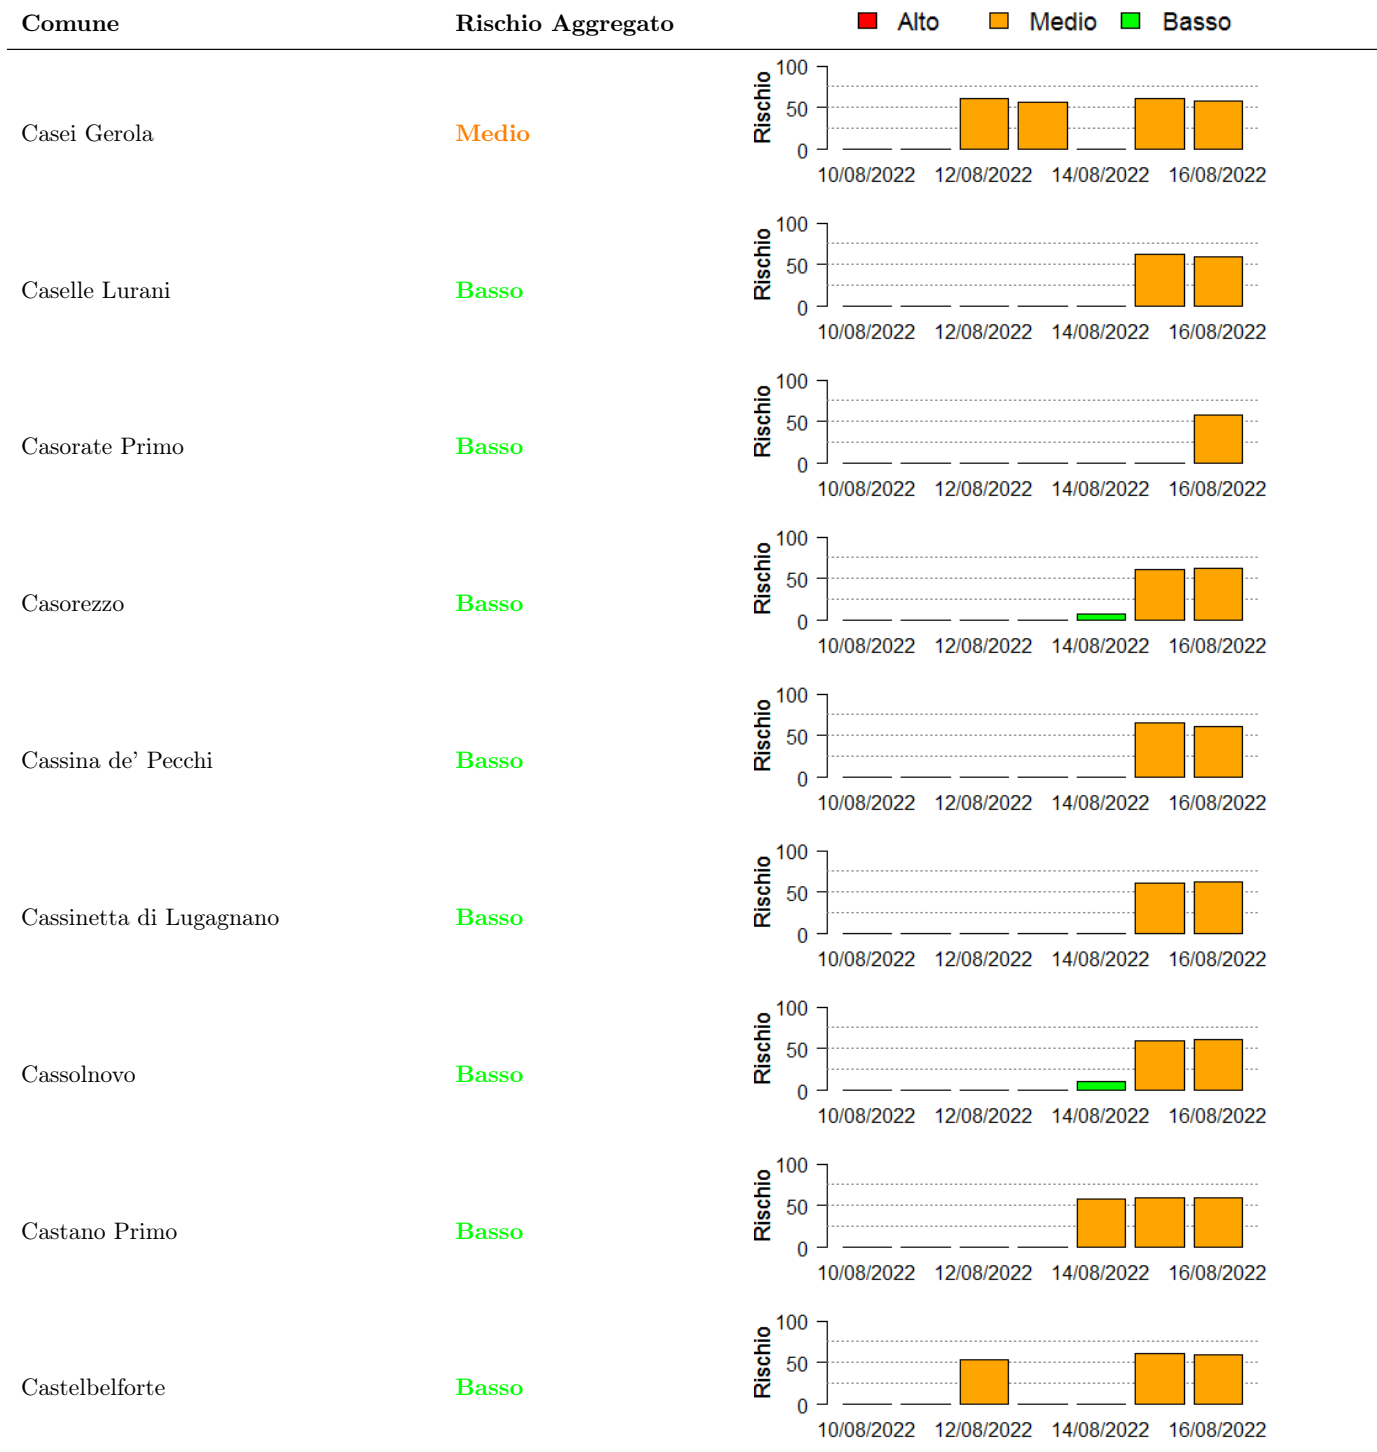 Comune Rischio Aggregato Alto Medio Basso
100
50
0
Rischio
Casei Gerola Medio
10/08/2022 12/08/2022 14/08/2022 16/08/2022
100
50
0
Rischio
Caselle Lurani Basso
10/08/2022 12/08/2022 14/08/2022 16/08/2022
100
50
0
Rischio
Casorate Primo Basso
10/08/2022 12/08/2022 14/08/2022 16/08/2022
100
50
0
Rischio
Casorezzo Basso
10/08/2022 12/08/2022 14/08/2022 16/08/2022
100
50
0
Rischio
Cassina de’ Pecchi Basso
10/08/2022 12/08/2022 14/08/2022 16/08/2022
100
50
0
Rischio
Cassinetta di Lugagnano Basso
10/08/2022 12/08/2022 14/08/2022 16/08/2022
100
50
0
Rischio
Cassolnovo Basso
10/08/2022 12/08/2022 14/08/2022 16/08/2022
100
50
0
Rischio
Castano Primo Basso
10/08/2022 12/08/2022 14/08/2022 16/08/2022
100
50
0
Rischio
Castelbelforte Basso
10/08/2022 12/08/2022 14/08/2022 16/08/2022